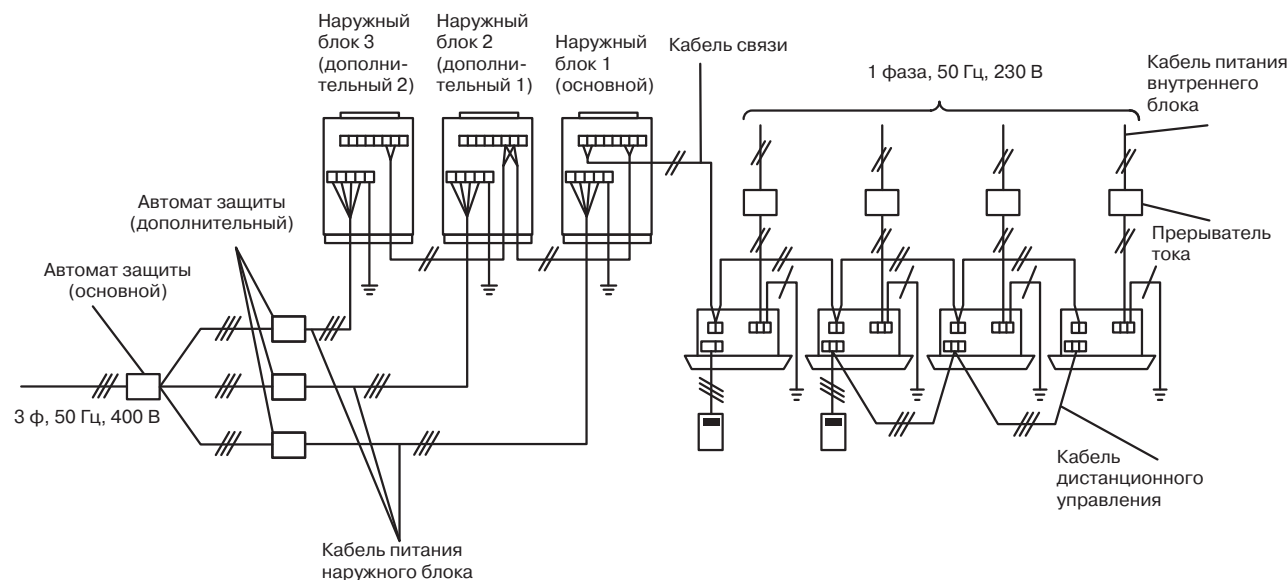 Наружный
блок 3
(дополни-
тельный 2)
Наружный
блок 2
(дополни-
тельный 1)
Наружный
блок 1
(основной)
Кабель связи
1 фаза, 50 Гц, 230 В
Кабель питания
внутреннего
блока
Автомат защиты
(дополнительный)
Автомат защиты
(основной)
Прерыватель
тока
3 ф, 50 Гц, 400 В
Кабель
дистанционного
управления
Кабель питания
наружного блока